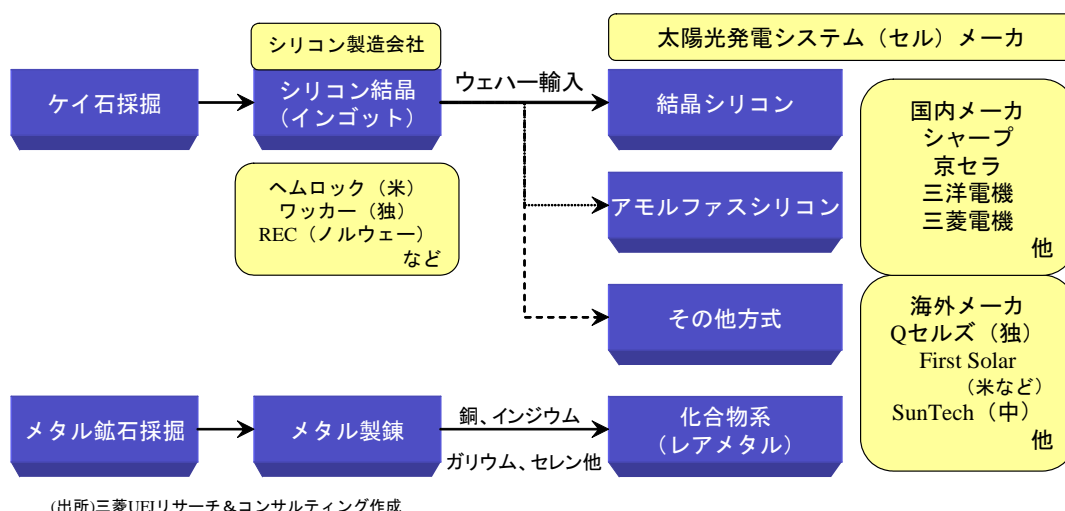 シリコン製造会社
太陽光発電システム（セル）メーカ
ケイ石採掘
シリコン結晶
（インゴット）
ウェハー輸入
結晶シリコン
ヘムロック（米）
ワッカー（独）
REC（ノルウェー）
など
アモルファスシリコン
その他方式
国内メーカ
シャープ
京セラ
三洋電機
三菱電機
他
海外メーカ
Qセルズ（独）
First Solar
（米など）
SunTech（中）
他
メタル鉱石採掘
メタル製錬
銅、インジウム
ガリウム、セレン他
化合物系
（レアメタル）
(出所)三菱UFJリサーチ＆コンサルティング作成